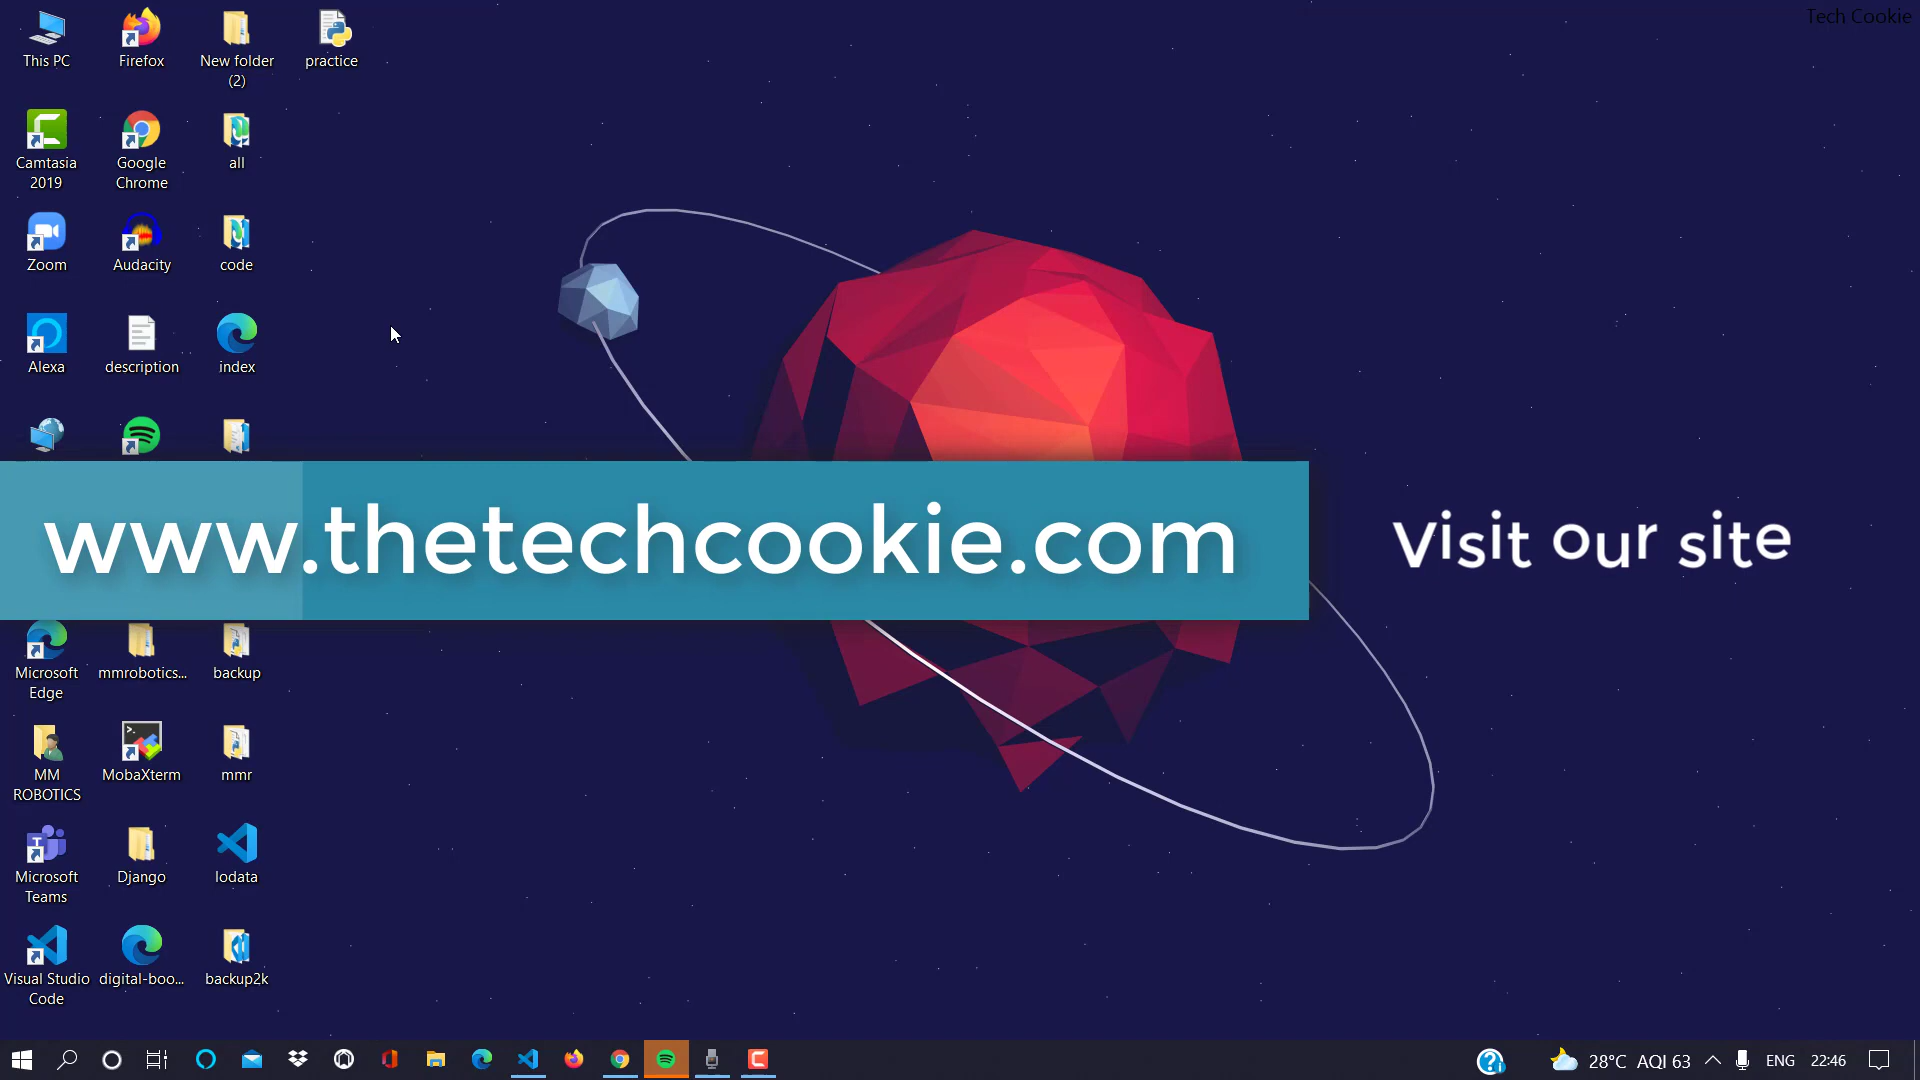 Tech Cookie
This PC
Firefox
New folder
(2)
practice
Camtasia
2019
Google
Chrome
all
Zoom
Audacity
code
Alexa
description
index
www.thetechcookie.com
Visit our site
Microsoft
Edge
mmrobotics...
backup
MM
ROBOTICS
MobaXterm
mmr
Microsoft
Teams
Django
lodata
Visual Studio
Code
digital-boo...
backup2k
28°C AQI 63
ENG
22:46